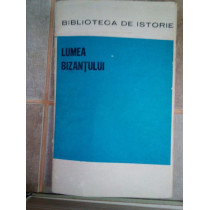 BIBLIOTECA DE ISTORIE
LUMEA
BIZANȚULUI